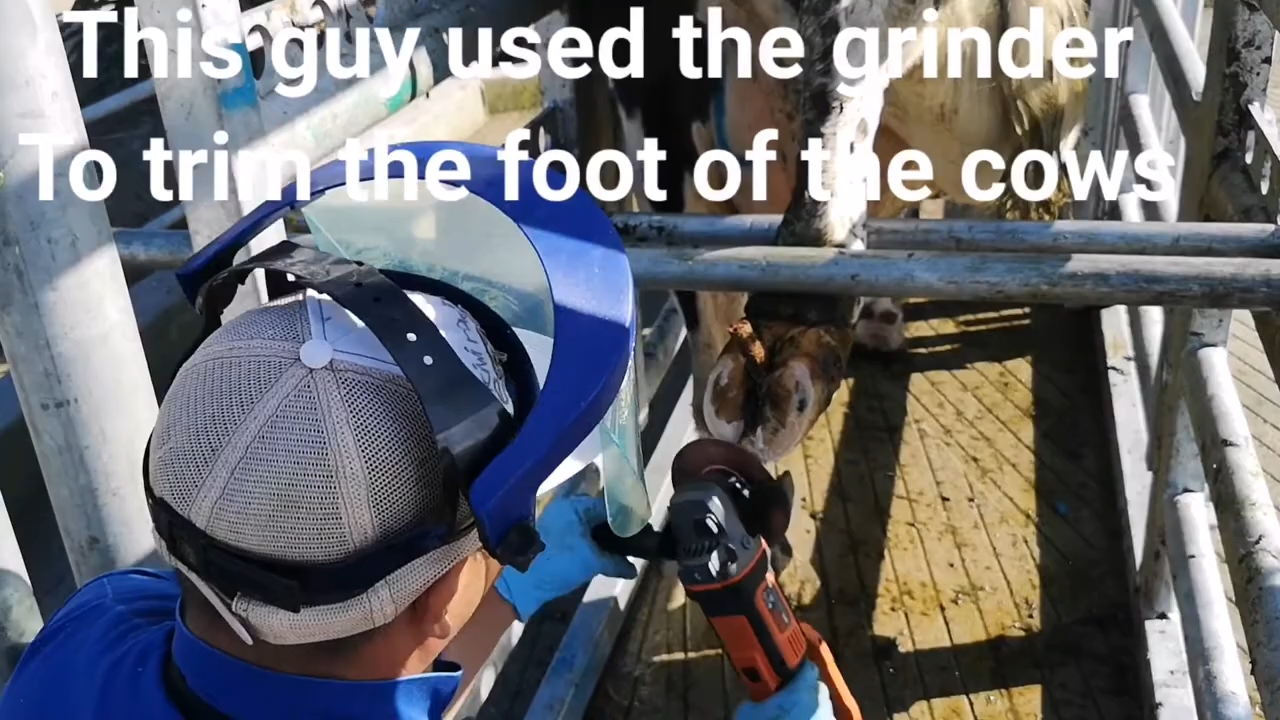 This guy used the grinder
To trim the foot of the cows